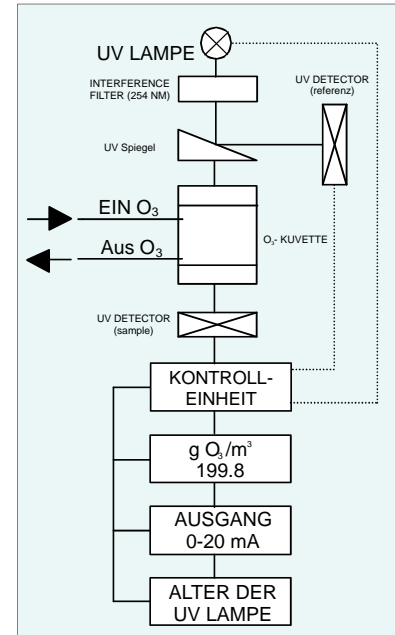 UV LAMPE
INTERFERENCE
FILTER (254 NM)
UV DETECTOR
(referenz)
UV Spiegel
EIN O₃
Aus O₃
O₃- KUVETTE
UV DETECTOR
(sample)
KONTROLL-
EINHEIT
g O₃/m³
199.8
AUSGANG
0-20 mA
ALTER DER
UV LAMPE